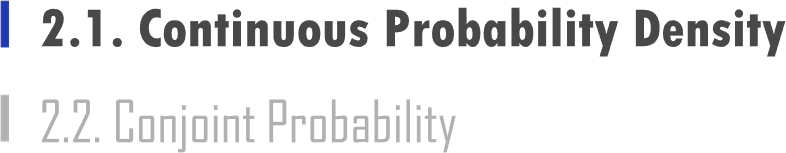 2.1. Continuous Probability Density
2.2. Conjoint Probability